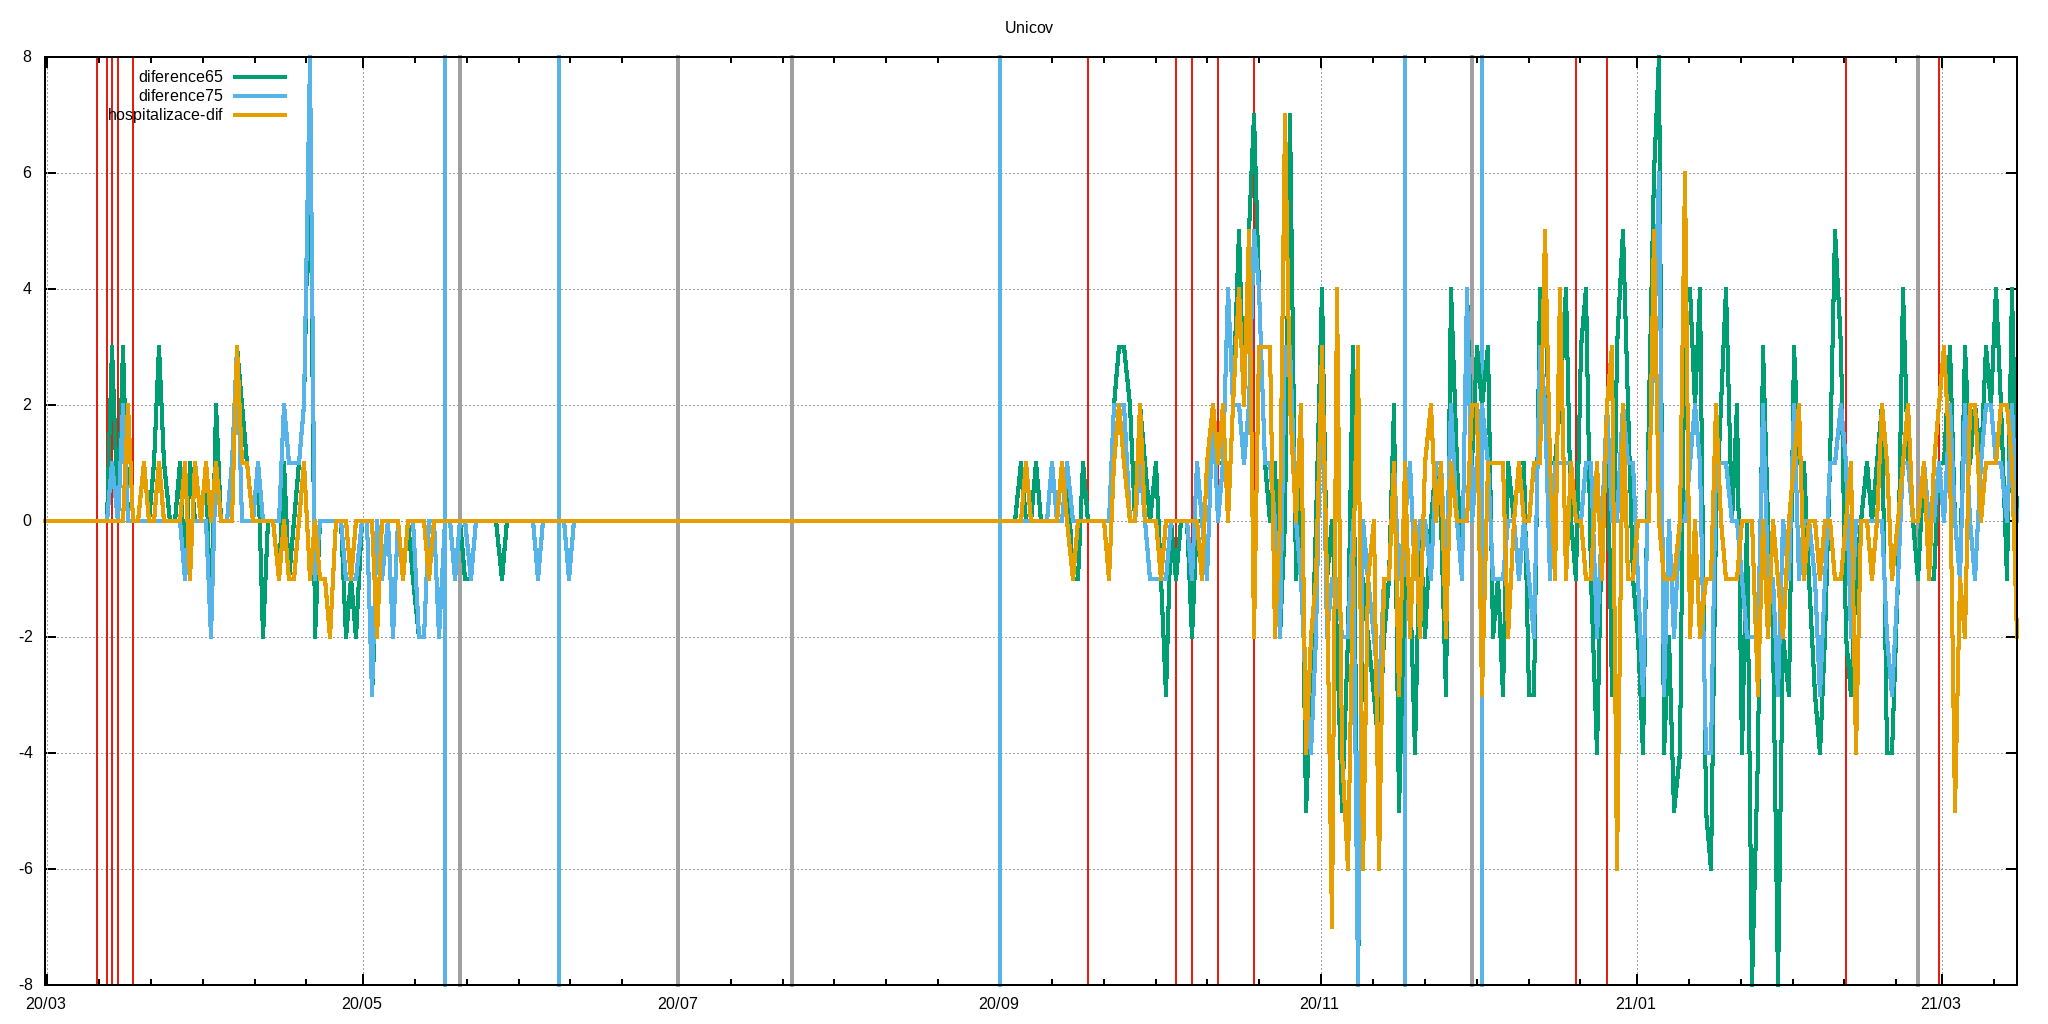 Unicov
8
diference65
diference75
hospitalizace-dif
6
4
2
0
-2
-4
-6
-8
20/03 20/05 20/07 20/09 20/11 21/01 21/03